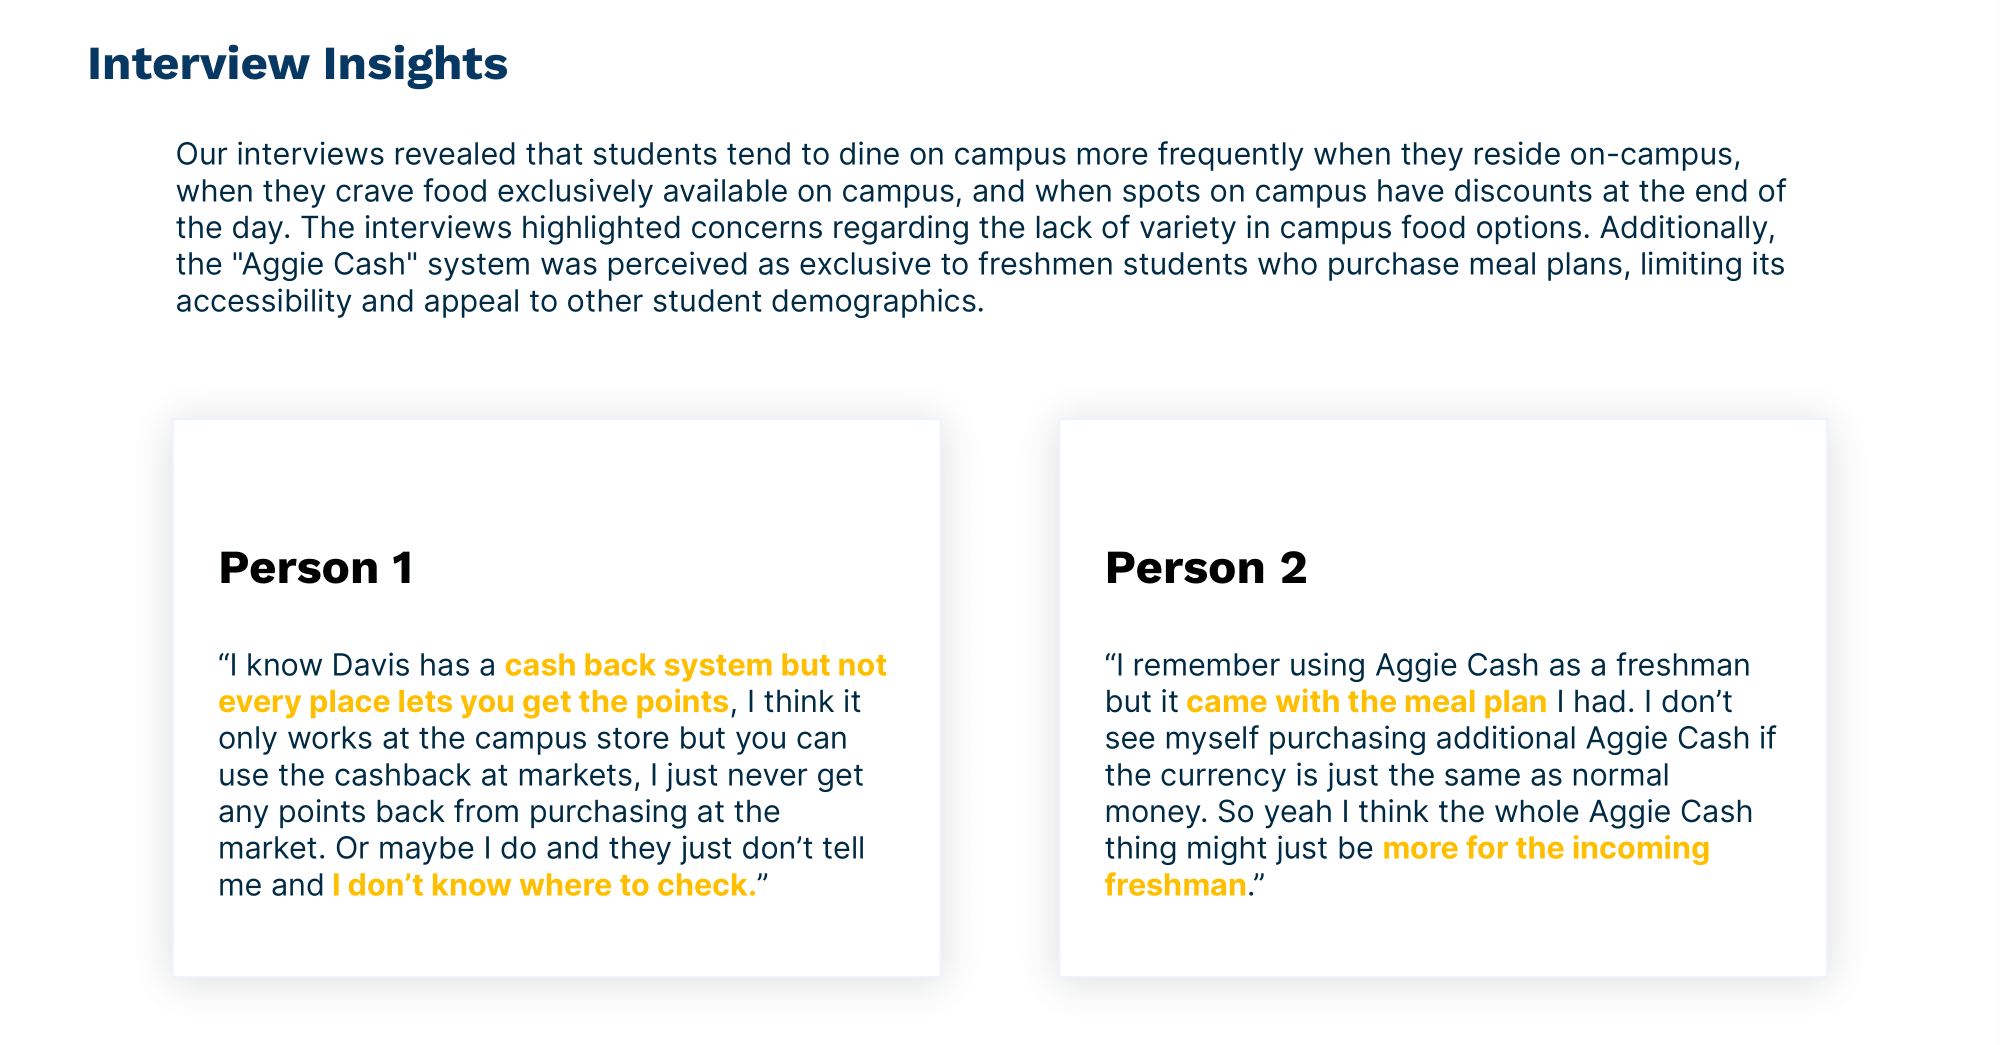 Interview Insights
Our interviews revealed that students tend to dine on campus more frequently when they reside on-campus,
when they crave food exclusively available on campus, and when spots on campus have discounts at the end of
the day. The interviews highlighted concerns regarding the lack of variety in campus food options. Additionally,
the "Aggie Cash" system was perceived as exclusive to freshmen students who purchase meal plans, limiting its
accessibility and appeal to other student demographics.
Person 1
“I know Davis has a cash back system but not
every place lets you get the points, I think it
only works at the campus store but you can
use the cashback at markets, I just never get
any points back from purchasing at the
market. Or maybe I do and they just don’t tell
me and I don’t know where to check.”
Person 2
“I remember using Aggie Cash as a freshman
but it came with the meal plan I had. I don’t
see myself purchasing additional Aggie Cash if
the currency is just the same as normal
money. So yeah I think the whole Aggie Cash
thing might just be more for the incoming
freshman.”